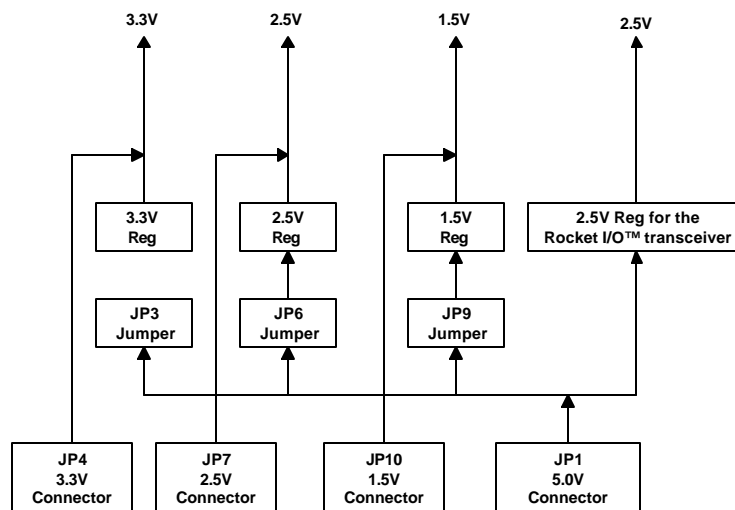 3.3V
2.5V
1.5V
2.5V
3.3V
Reg
2.5V
Reg
1.5V
Reg
2.5V Reg for the
Rocket I/O™ transceiver
JP3
Jumper
JP6
Jumper
JP9
Jumper
JP4
3.3V
Connector
JP7
2.5V
Connector
JP10
1.5V
Connector
JP1
5.0V
Connector